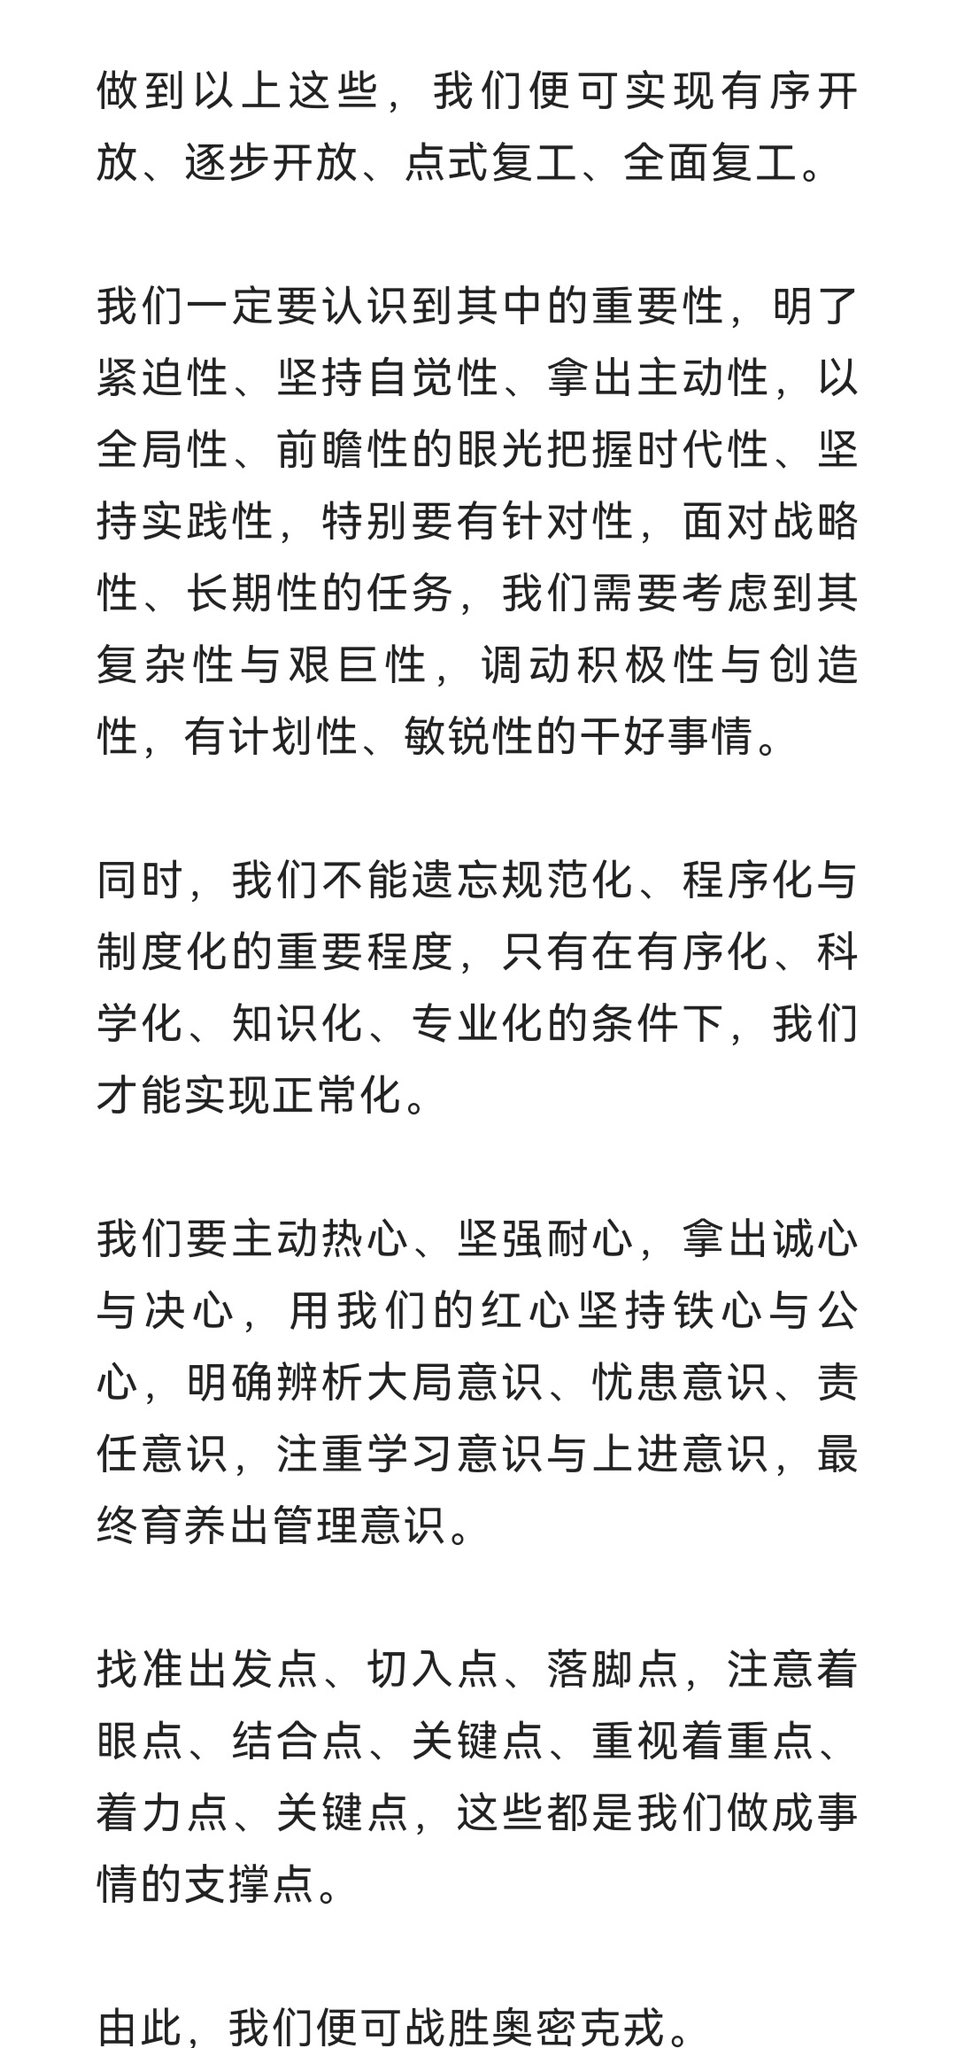 做到以上这些，我们便可实现有序开
放、逐步开放、点式复工、全面复工。
我们一定要认识到其中的重要性，明了
紧迫性、坚持自觉性、拿出主动性，以
全局性、前瞻性的眼光把握时代性、坚
持实践性，特别要有针对性，面对战略
性、长期性的任务，我们需要考虑到其
复杂性与艰巨性，调动积极性与创造
性，有计划性、敏锐性的干好事情。
同时，我们不能遗忘规范化、程序化与
制度化的重要程度，只有在有序化、科
学化、知识化、专业化的条件下，我们
才能实现正常化。
我们要主动热心、坚强耐心，拿出诚心
与决心，用我们的红心坚持铁心与公
心，明确辨析大局意识、忧患意识、责
任意识，注重学习意识与上进意识，最
终育养出管理意识。
找准出发点、切入点、落脚点，注意着
眼点、结合点、关键点、重视着重点、
着力点、关键点，这些都是我们做成事
情的支撑点。
由此，我们便可战胜奥密克戎。